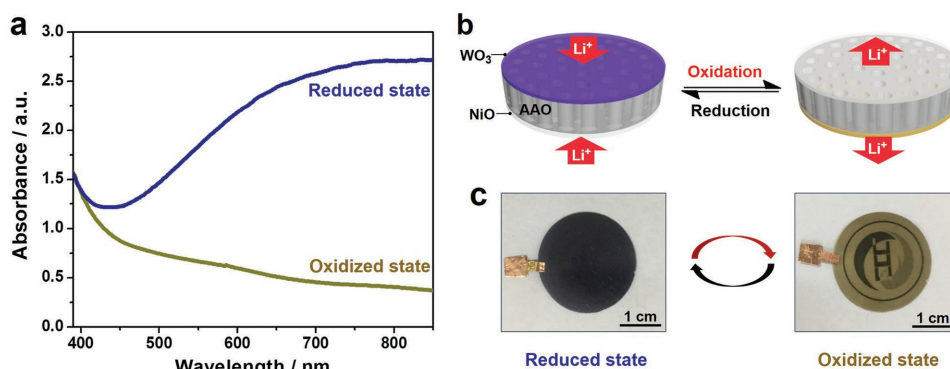 a
Absorbance / a.u.
3.0
2.5
2.0
1.5
1.0
0.5
0.0
Reduced state
Oxidized state
400
500
600
700
800
Wavelength / nm
b
WO₃
NiO
AAO
Li⁺
Li⁺
Oxidation
Reduction
Li⁺
Li⁺
c
1 cm
Reduced state
1 cm
Oxidized state